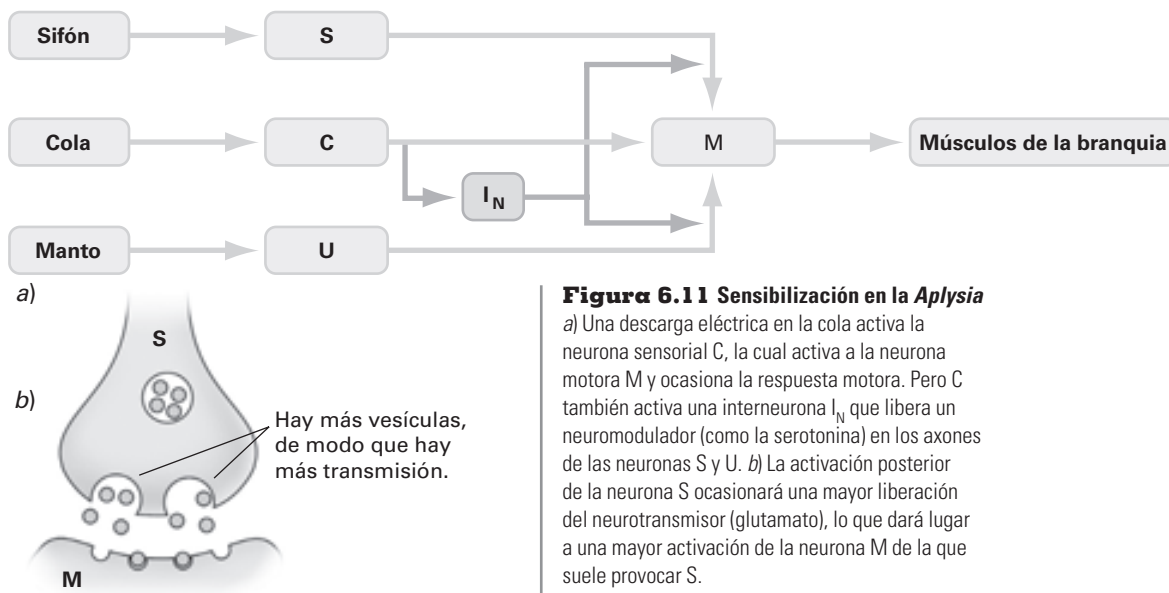 Sifón
S
Cola
C
M
Músculos de la branquia
I_N
Manto
U
a)
S
b)
Hay más vesículas,
de modo que hay
más transmisión.
M
Figura 6.11 Sensibilización en la Aplysia
a) Una descarga eléctrica en la cola activa la
neurona sensorial C, la cual activa a la neurona
motora M y ocasiona la respuesta motora. Pero C
también activa una interneurona I_N que libera un
neuromodulador (como la serotonina) en los axones
de las neuronas S y U. b) La activación posterior
de la neurona S ocasionará una mayor liberación
del neurotransmisor (glutamato), lo que dará lugar
a una mayor activación de la neurona M de la que
suele provocar S.